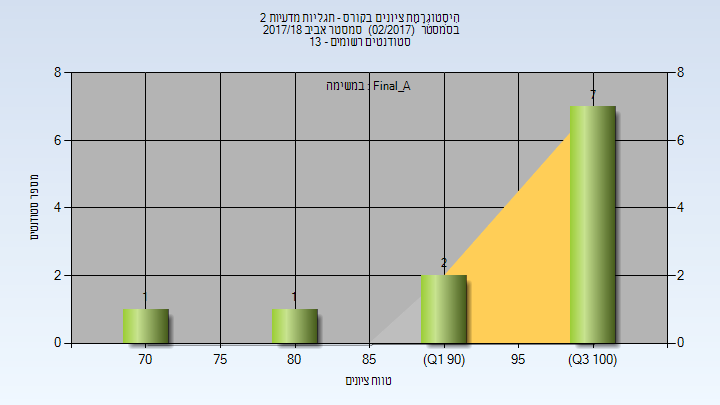 היסטוגרמת ציונים בקורס - תגליות מדעיות 2
בסמסטר (02/2017) סמסטר אביב 2017/18
סטודנטים רשומים - 13
במשימה : Final_A
8 8
6 6
4 4
2 2
0 0
1 1 2 7
מספר סטודנטים
70 75 80 85 (Q1 90) 95 (Q3 100)
טווח ציונים